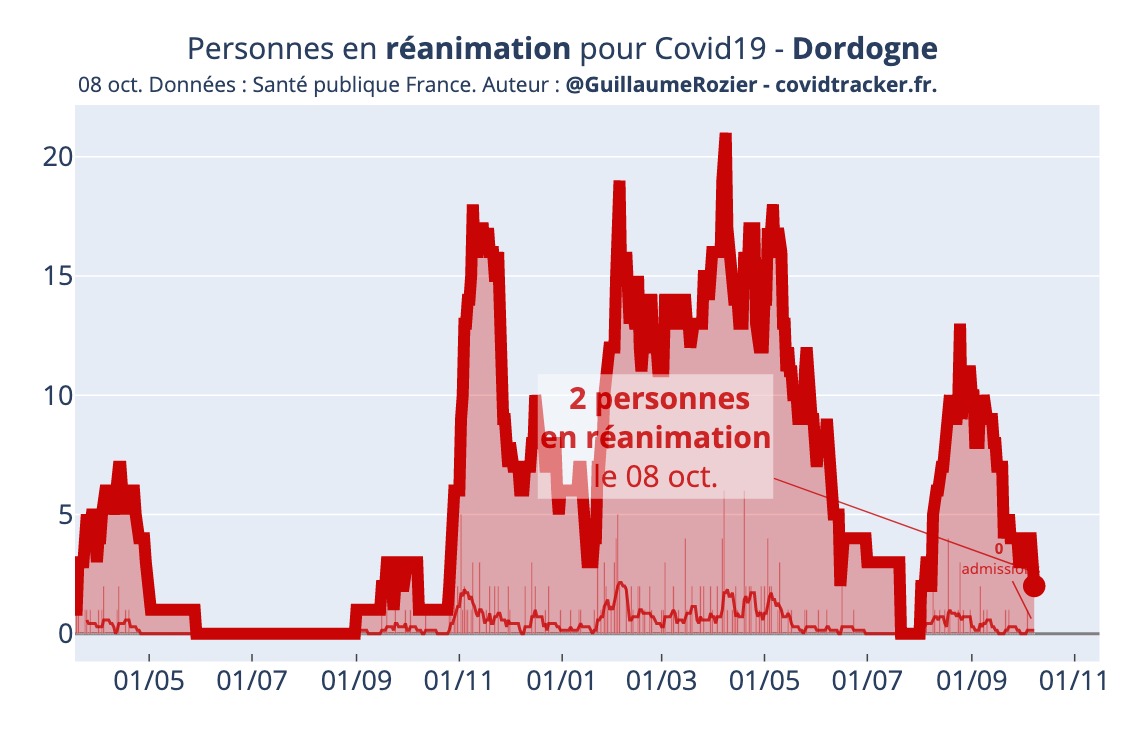 Personnes en réanimation pour Covid19 - Dordogne
08 oct. Données : Santé publique France. Auteur : @GuillaumeRozier - covidtracker.fr.
20
15
10
5
0
2 personnes
en réanimation
le 08 oct.
0
admissions
01/05 01/07 01/09 01/11 01/01 01/03 01/05 01/07 01/09 01/11